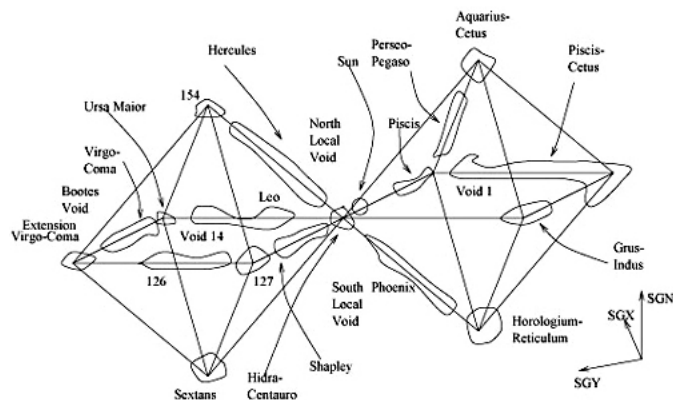 Aquarius-
Cetus
Perseo-
Pegaso
Piscis-
Cetus
Hercules
Sun
154
Ursa Maior
North
Local
Void
Piscis
Virgo-
Coma
Bootes
Void
Leo
Void 1
Extension
Virgo-Coma
Void 14
Grus-
Indus
126
127
South
Local
Void
Phoenix
Horologium-
Reticulum
SGN
SGX
SGY
Shapley
Sextans
Hidra-
Centauro